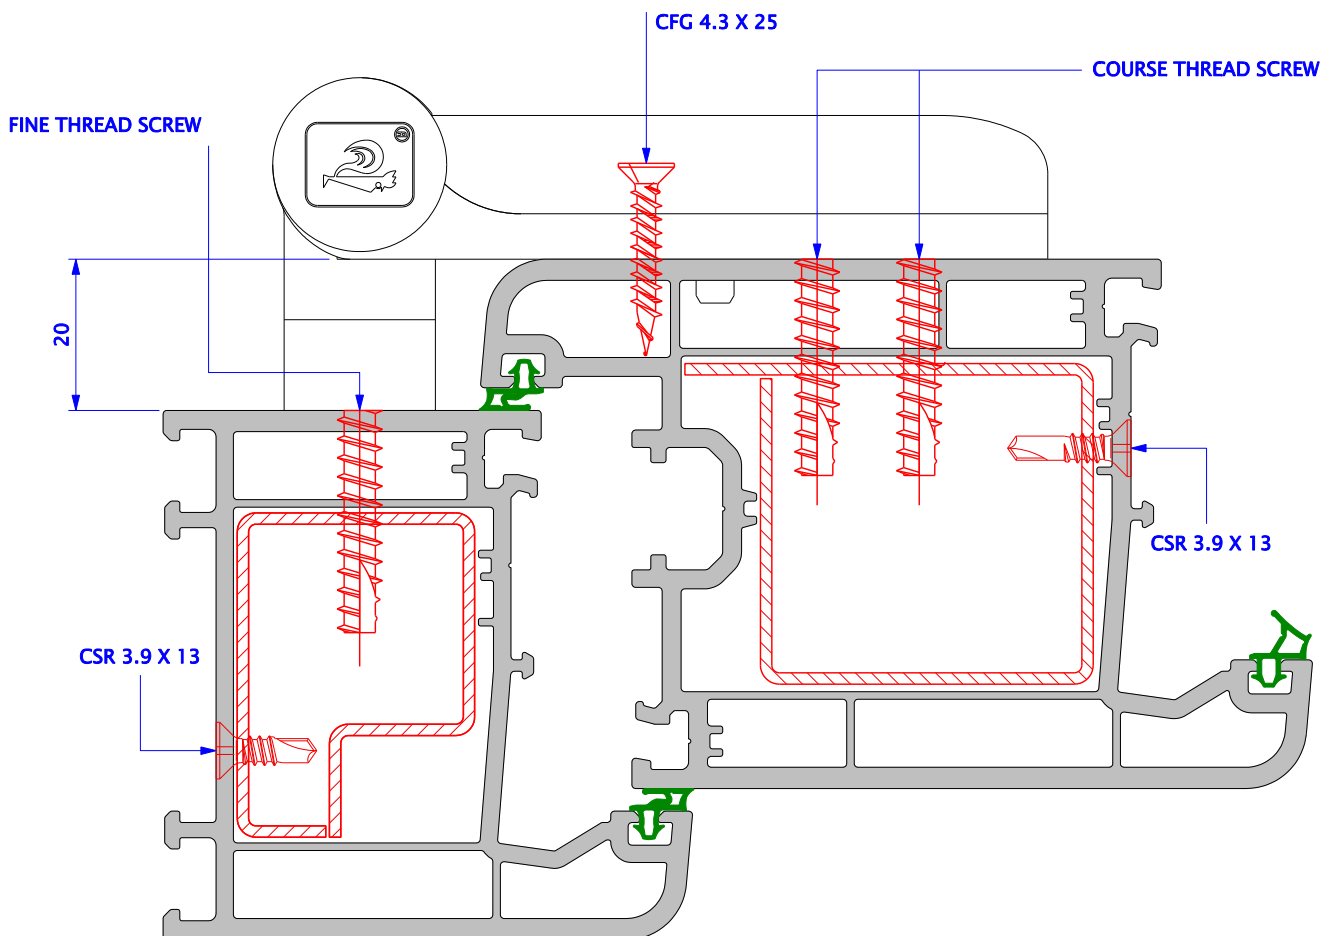 CFG 4.3 X 25
COURSE THREAD SCREW
FINE THREAD SCREW
20
CSR 3.9 X 13
CSR 3.9 X 13